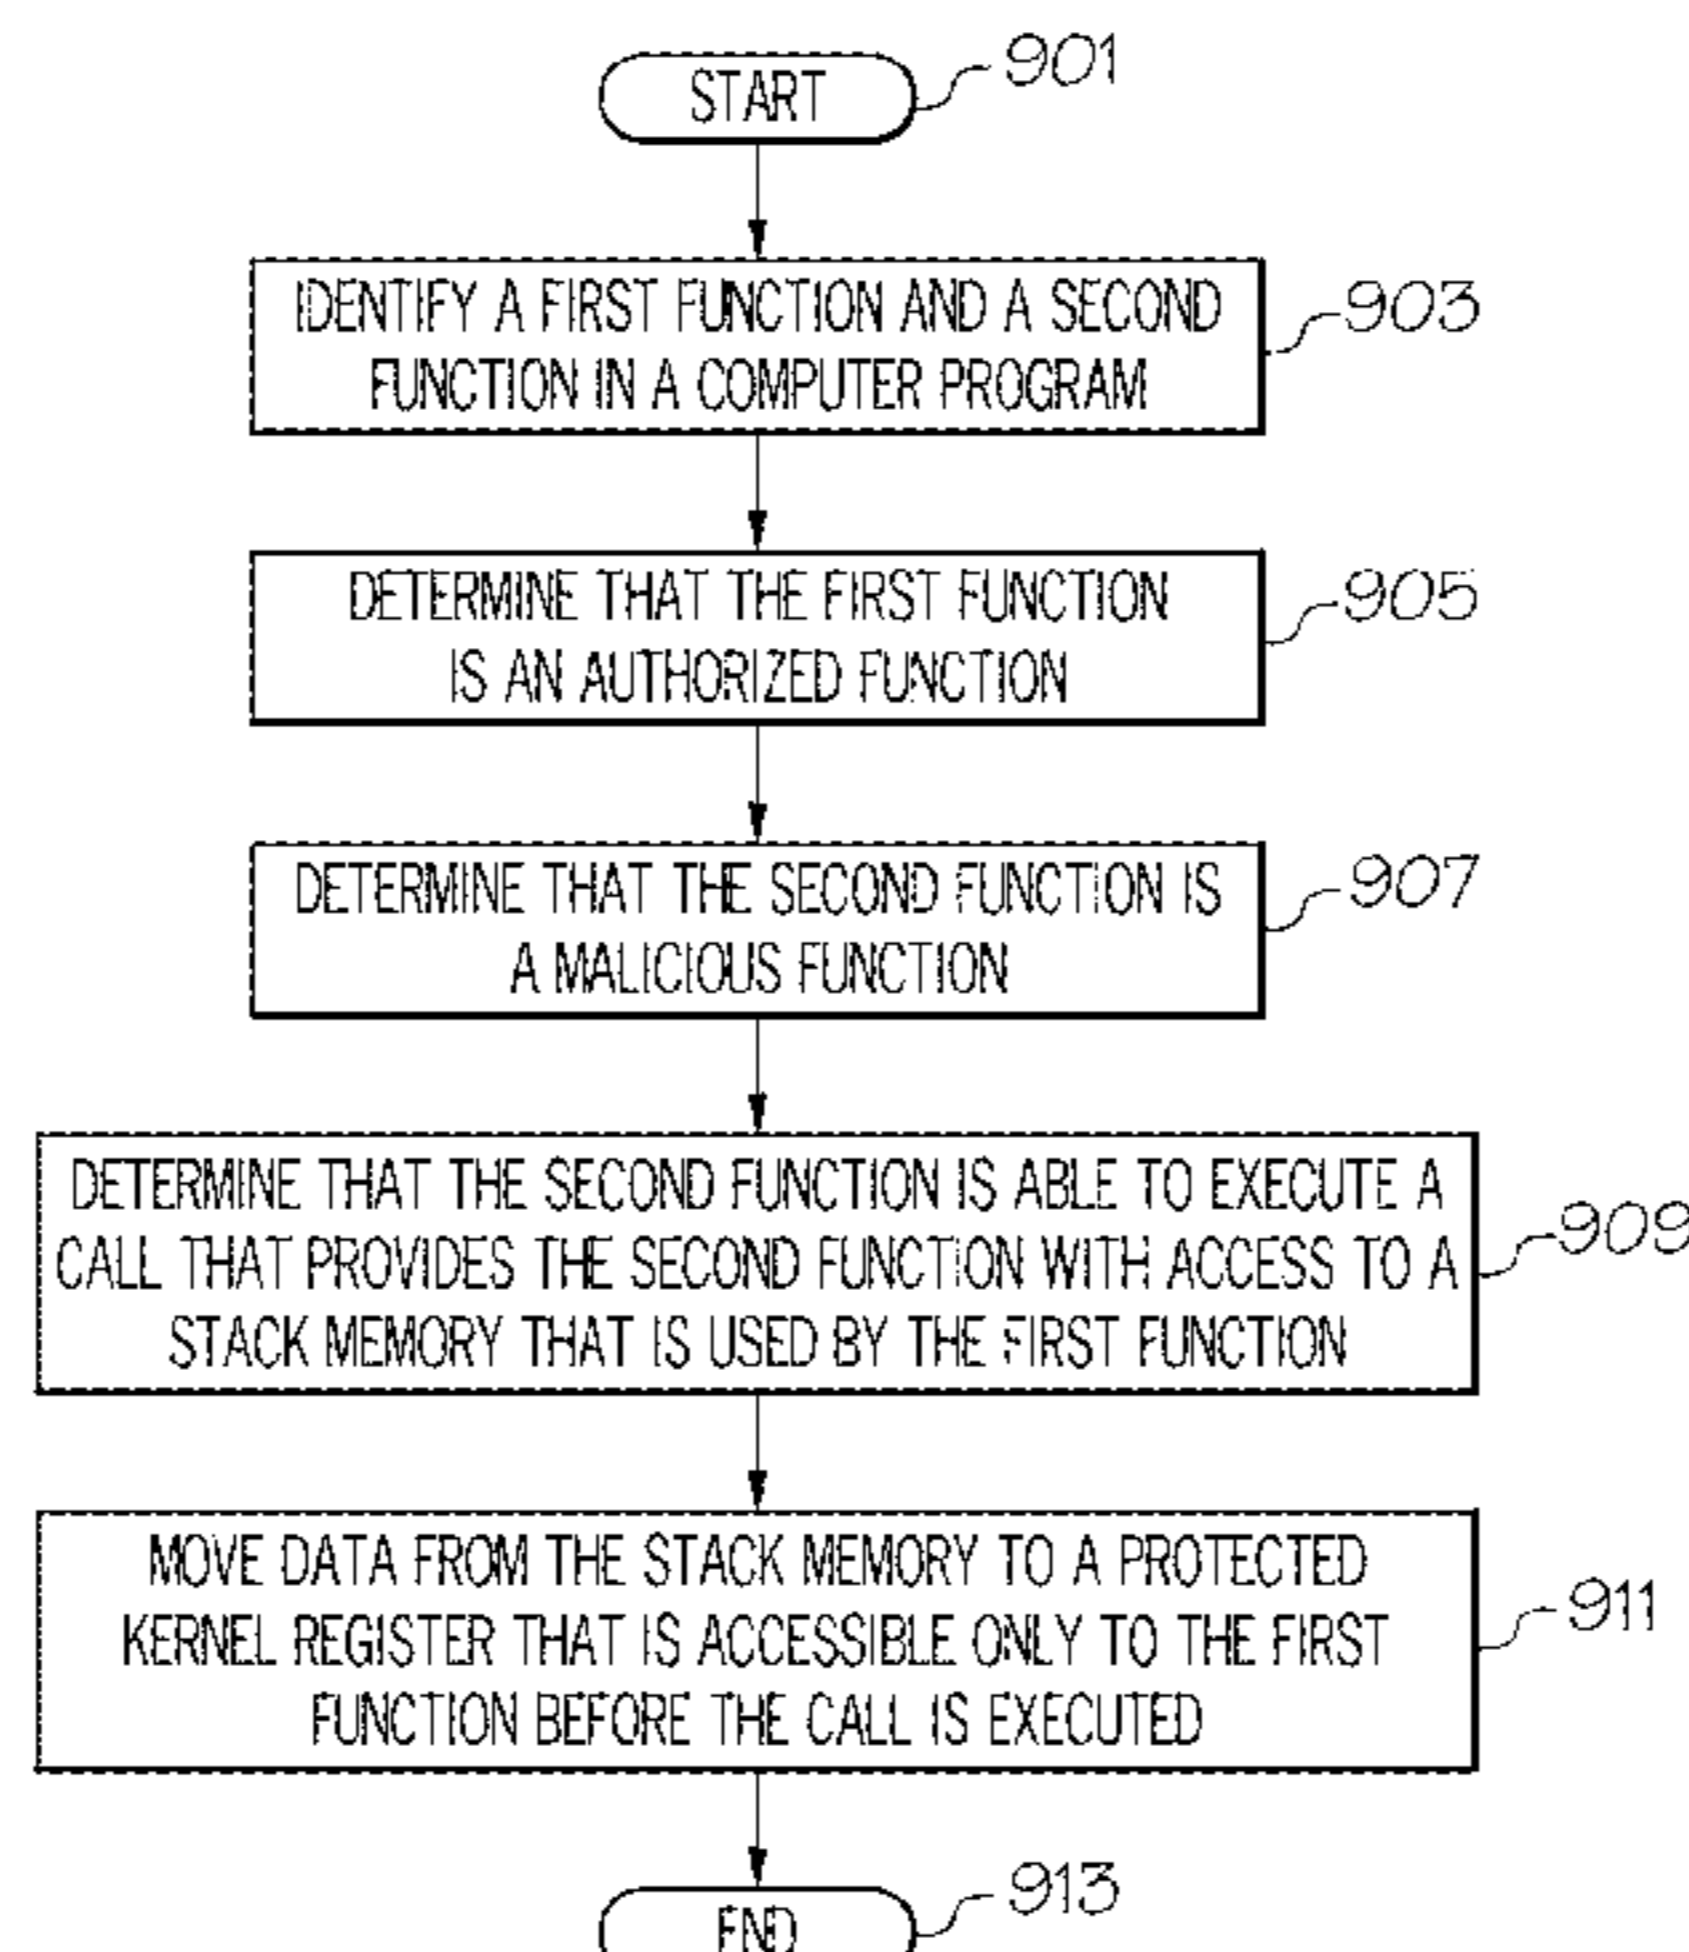 START
901
IDENTIFY A FIRST FUNCTION AND A SECOND
FUNCTION IN A COMPUTER PROGRAM
903
DETERMINE THAT THE FIRST FUNCTION
IS AN AUTHORIZED FUNCTION
905
DETERMINE THAT THE SECOND FUNCTION IS
A MALICIOUS FUNCTION
907
DETERMINE THAT THE SECOND FUNCTION IS ABLE TO EXECUTE A
CALL THAT PROVIDES THE SECOND FUNCTION WITH ACCESS TO A
STACK MEMORY THAT IS USED BY THE FIRST FUNCTION
909
MOVE DATA FROM THE STACK MEMORY TO A PROTECTED
KERNEL REGISTER THAT IS ACCESSIBLE ONLY TO THE FIRST
FUNCTION BEFORE THE CALL IS EXECUTED
911
END
913